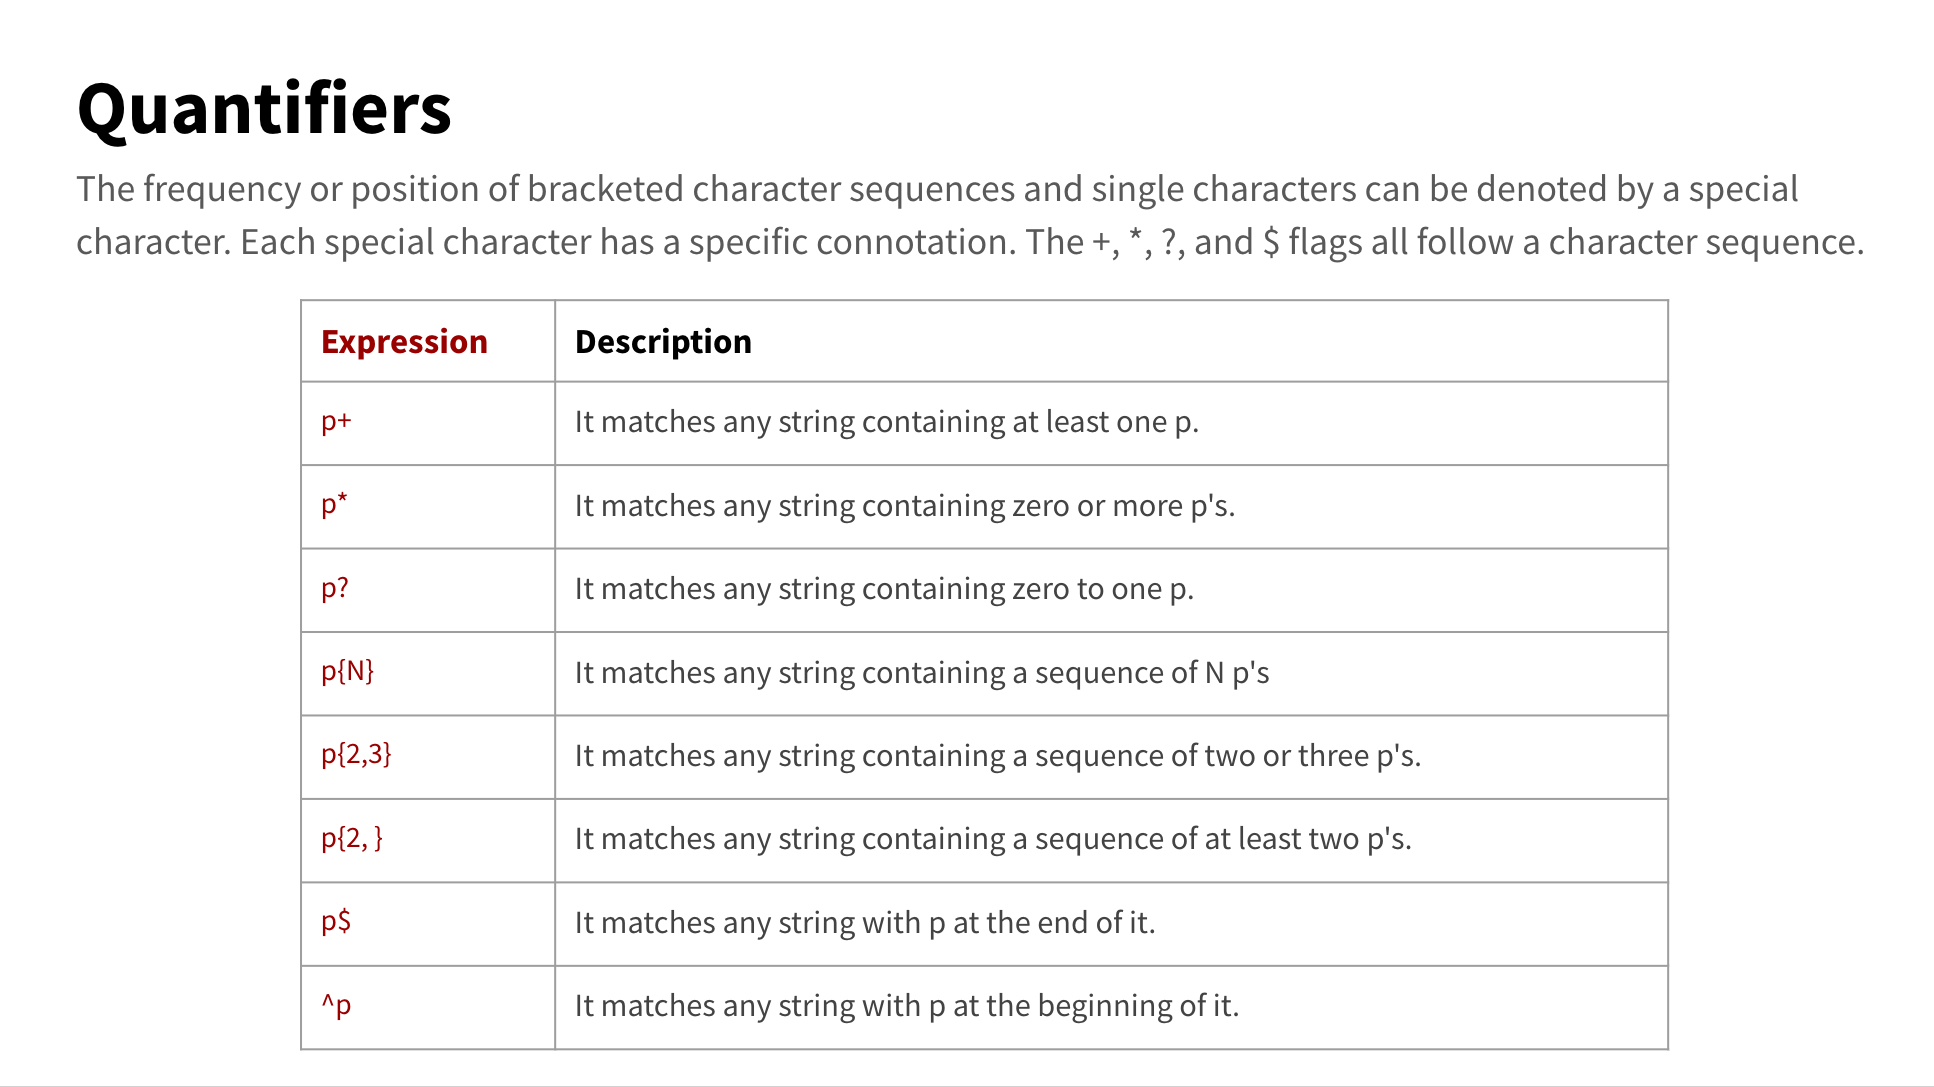 Quantifiers
The frequency or position of bracketed character sequences and single characters can be denoted by a special
character. Each special character has a specific connotation. The +, *, ?, and $ flags all follow a character sequence.
Expression Description
p+ It matches any string containing at least one p.
p* It matches any string containing zero or more p's.
p? It matches any string containing zero to one p.
p{N} It matches any string containing a sequence of N p's
p{2,3} It matches any string containing a sequence of two or three p's.
p{2, } It matches any string containing a sequence of at least two p's.
p$ It matches any string with p at the end of it.
^p It matches any string with p at the beginning of it.